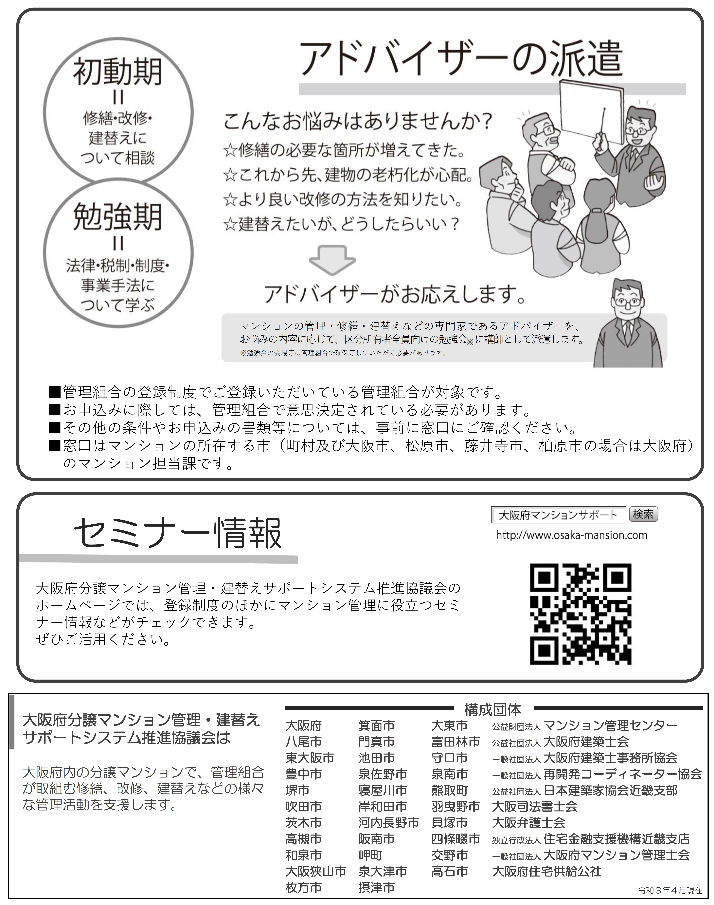 アドバイザーの派遣
初動期
=
修繕・改修・
建替えに
ついて相談
勉強期
=
法律・税制・制度・
事業手法に
ついて学ぶ
こんなお悩みはありませんか？
☆修繕の必要な箇所が増えてきた。
☆これから先、建物の老朽化が心配。
☆より良い改修の方法を知りたい。
☆建替えたいが、どうしたらいい？
アドバイザーがお応えします。
マンションの管理・修繕・建替えなどの専門家であるアドバイザーを、
お悩みの内容に応じて、区分所有者全員向けの勉強会※に講師として派遣します。
■管理組合の登録制度でご登録いただいている管理組合が対象です。
■お申込みに際しては、管理組合で意思決定されている必要があります。
■その他の条件やお申込みの書類等については、事前に窓口にご確認ください。
■窓口はマンションの所在する市（町村及び大阪市、松原市、藤井寺市、柏原市の場合は大阪府）
のマンション担当課です。
セミナー情報
大阪府マンションサポート 検索
http://www.osaka-mansion.com
大阪府分譲マンション管理・建替えサポートシステム推進協議会の
ホームページでは、登録制度のほかにマンション管理に役立つセミ
ナー情報などがチェックできます。
ぜひご活用ください。
大阪府分譲マンション管理・建替え
サポートシステム推進協議会は
大阪府内の分譲マンションで、管理組合
が取組む修繕、改修、建替えなどの様々
な管理活動を支援します。
構成団体
大阪府 箕面市 大東市 公益財団法人 マンション管理センター
八尾市 門真市 富田林市 公益社団法人 大阪府建築士会
東大阪市 池田市 守口市 一般社団法人 大阪府建築士事務所協会
豊中市 泉佐野市 泉南市 一般社団法人 再開発コーディネーター協会
堺市 寝屋川市 熊取町 公益社団法人 日本建築家協会近畿支部
吹田市 岸和田市 羽曳野市 大阪司法書士会
茨木市 河内長野市 貝塚市 大阪弁護士会
高槻市 阪南市 四條畷市 独立行政法人 住宅金融支援機構近畿支店
和泉市 岬町 交野市 一般社団法人 大阪府マンション管理士会
大阪狭山市 泉大津市 高石市 大阪府住宅供給公社
枚方市 摂津市
令和3年4月現在